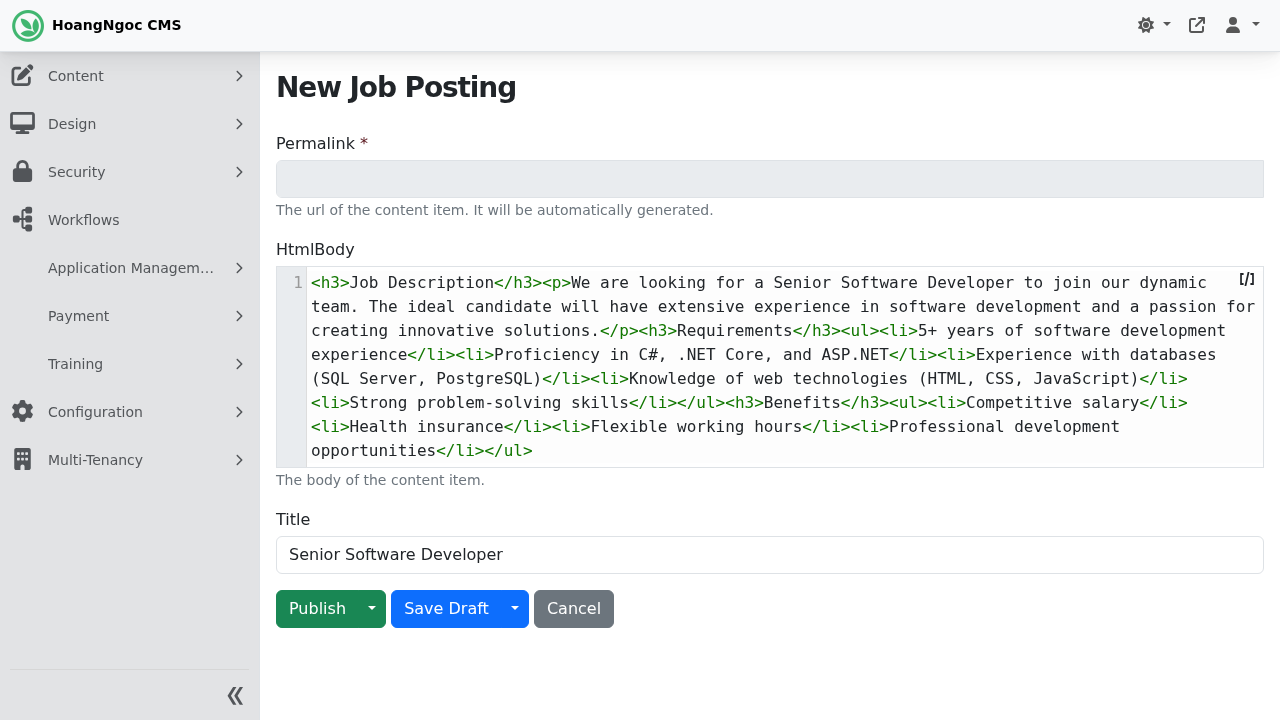 HoangNgoc CMS
Content
Design
Security
Workflows
Application Managem...
Payment
Training
Configuration
Multi-Tenancy
New Job Posting
Permalink *
The url of the content item. It will be automatically generated.
HtmlBody
1
<h3>Job Description</h3><p>We are looking for a Senior Software Developer to join our dynamic
team. The ideal candidate will have extensive experience in software development and a passion for
creating innovative solutions.</p><h3>Requirements</h3><ul><li>5+ years of software development
experience</li><li>Proficiency in C#, .NET Core, and ASP.NET</li><li>Experience with databases
(SQL Server, PostgreSQL)</li><li>Knowledge of web technologies (HTML, CSS, JavaScript)</li>
<li>Strong problem-solving skills</li></ul><h3>Benefits</h3><ul><li>Competitive salary</li>
<li>Health insurance</li><li>Flexible working hours</li><li>Professional development
opportunities</li></ul>
[/]
The body of the content item.
Title
Senior Software Developer
Publish
Save Draft
Cancel